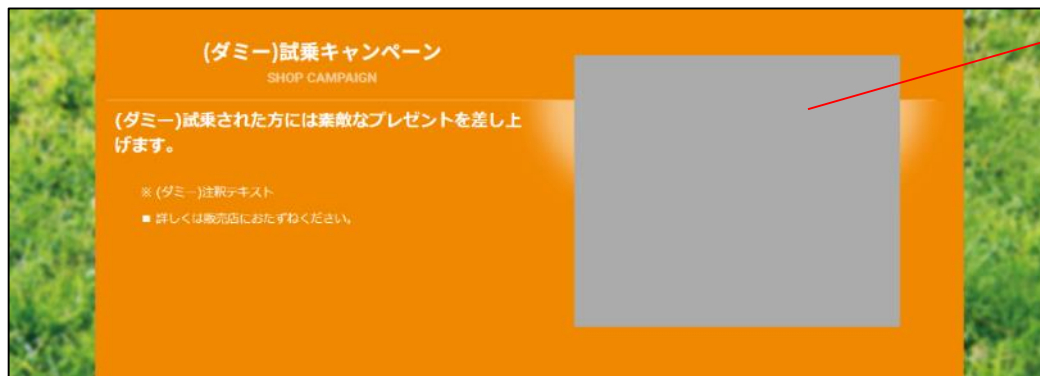 (ダミー)試乗キャンペーン
SHOP CAMPAIGN
(ダミー)試乗された方には素敵なプレゼントを差し上
げます。
※ (ダミー)注釈テキスト
■ 詳しくは販売店におたずねください。